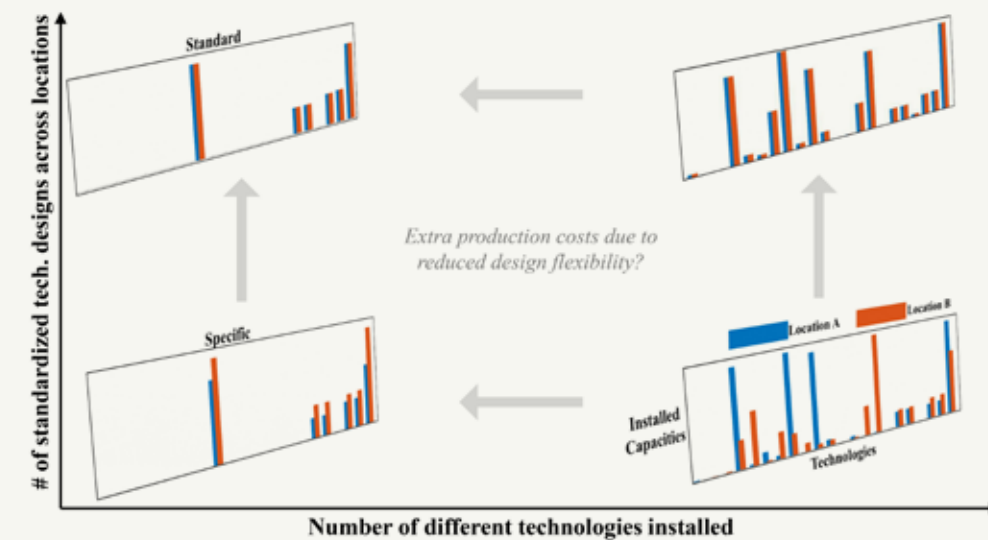 # of standardized tech. designs across locations
Standard
Extra production costs due to
reduced design flexibility?
Specific
Location A
Location B
Installed
Capacities
Technologies
Number of different technologies installed